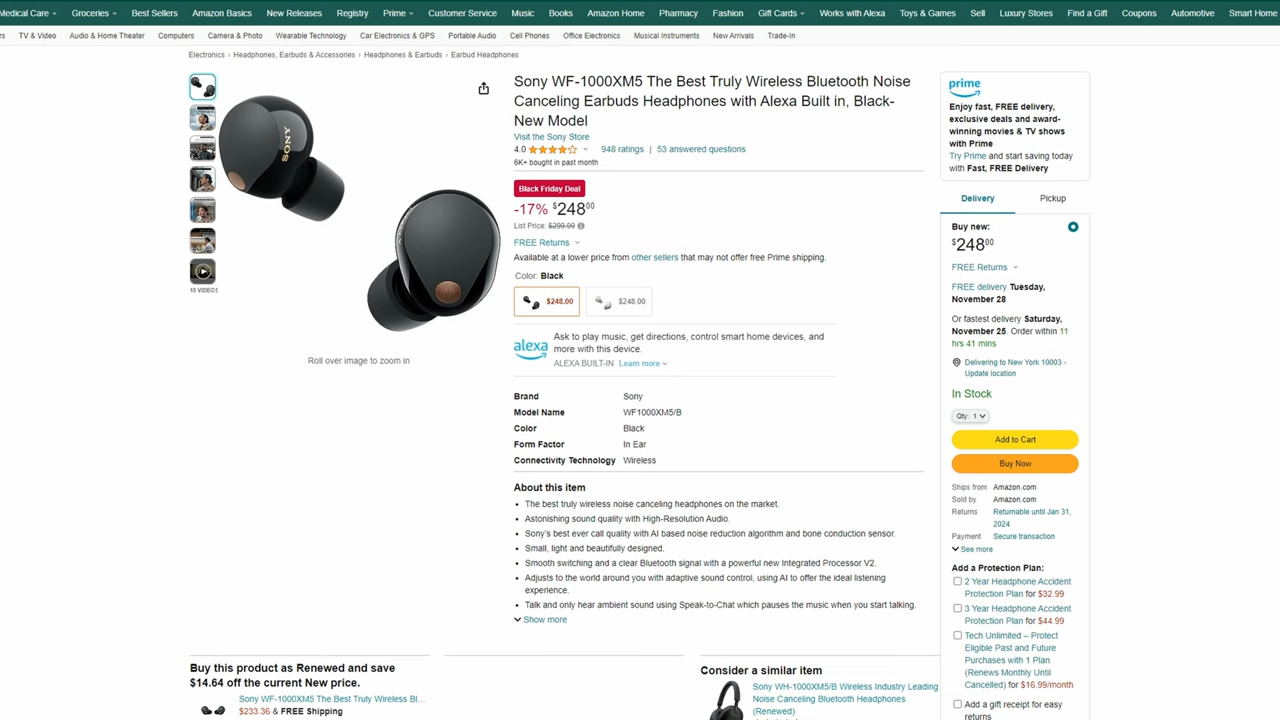 Medical Care Groceries Best Sellers Amazon Basics New Releases Registry Prime Customer Service Music Books Amazon Home Pharmacy Fashion Gift Cards Works with Alexa Toys & Games Sell Luxury Stores Find a Gift Coupons Automotive Smart Home
TV & Video Audio & Home Theater Computers Camera & Photo Wearable Technology Car Electronics & GPS Portable Audio Cell Phones Office Electronics Musical Instruments New Arrivals Trade-In
Electronics › Headphones, Earbuds & Accessories › Headphones & Earbuds › Earbud Headphones
SONY
10 VIDEOS
Roll over image to zoom in
Sony WF-1000XM5 The Best Truly Wireless Bluetooth Noise
Canceling Earbuds Headphones with Alexa Built in, Black-
New Model
Visit the Sony Store
4.0 948 ratings | 53 answered questions
6K+ bought in past month
Black Friday Deal
-17% $248.00
List Price: $299.99
FREE Returns
Available at a lower price from other sellers that may not offer free Prime shipping.
Color: Black
$248.00 $248.00
alexa
Ask to play music, get directions, control smart home devices, and
more with this device.
ALEXA BUILT-IN Learn more
Brand Sony
Model Name WF1000XM5/B
Color Black
Form Factor In Ear
Connectivity Technology Wireless
About this item
• The best truly wireless noise canceling headphones on the market.
• Astonishing sound quality with High-Resolution Audio.
• Sony's best ever call quality with AI based noise reduction algorithm and bone conduction sensor.
• Small, light and beautifully designed.
• Smooth switching and a clear Bluetooth signal with a powerful new Integrated Processor V2.
• Adjusts to the world around you with adaptive sound control, using AI to offer the ideal listening
experience.
• Talk and only hear ambient sound using Speak-to-Chat which pauses the music when you start talking.
Show more
prime
Enjoy fast, FREE delivery,
exclusive deals and award-
winning movies & TV shows
with Prime
Try Prime and start saving today
with Fast, FREE Delivery
Delivery Pickup
Buy new:
$248.00
FREE Returns
FREE delivery Tuesday,
November 28
Or fastest delivery Saturday,
November 25. Order within 11
hrs 41 mins
Delivering to New York 10003 -
Update location
In Stock
Qty: 1
Add to Cart
Buy Now
Ships from Amazon.com
Sold by Amazon.com
Returns Returnable until Jan 31,
2024
Payment Secure transaction
See more
Add a Protection Plan:
2 Year Headphone Accident
Protection Plan for $32.99
3 Year Headphone Accident
Protection Plan for $44.99
Tech Unlimited – Protect
Eligible Past and Future
Purchases with 1 Plan
(Renews Monthly Until
Cancelled) for $16.99/month
Add a gift receipt for easy
returns
Buy this product as Renewed and save
$14.64 off the current New price.
Sony WF-1000XM5 The Best Truly Wireless Bl...
$233.36 & FREE Shipping
Consider a similar item
Sony WH-1000XM5/B Wireless Industry Leading
Noise Canceling Bluetooth Headphones
(Renewed)